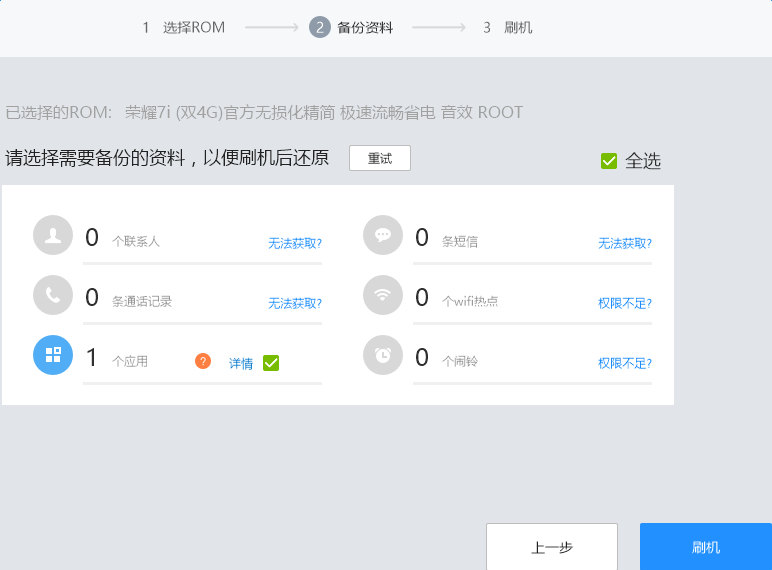 1 选择ROM 2 备份资料 3 刷机
已选择的ROM: 荣耀7i (双4G)官方无损化精简 极速流畅省电 音效 ROOT
请选择需要备份的资料，以便刷机后还原 重试 全选
0 个联系人 无法获取? 0 条短信 无法获取?
0 条通话记录 无法获取? 0 个wifi热点 权限不足?
1 个应用 ? 详情 0 个闹铃 权限不足?
上一步 刷机